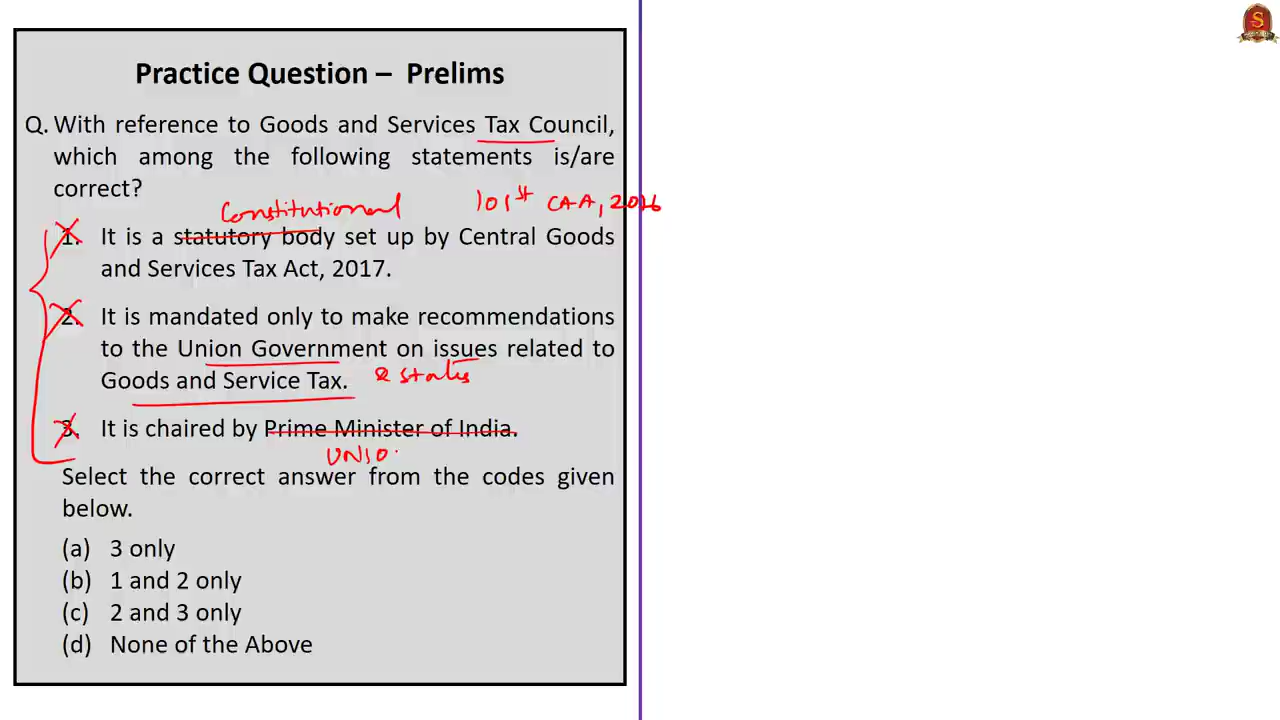 Practice Question – Prelims
Q. With reference to Goods and Services Tax Council,
which among the following statements is/are
correct?
Constitutional 101st CAA, 2016
1. It is a statutory body set up by Central Goods
and Services Tax Act, 2017.
2. It is mandated only to make recommendations
to the Union Government on issues related to
Goods and Service Tax. & states
3. It is chaired by Prime Minister of India.
UNIO
Select the correct answer from the codes given
below.
(a) 3 only
(b) 1 and 2 only
(c) 2 and 3 only
(d) None of the Above
S